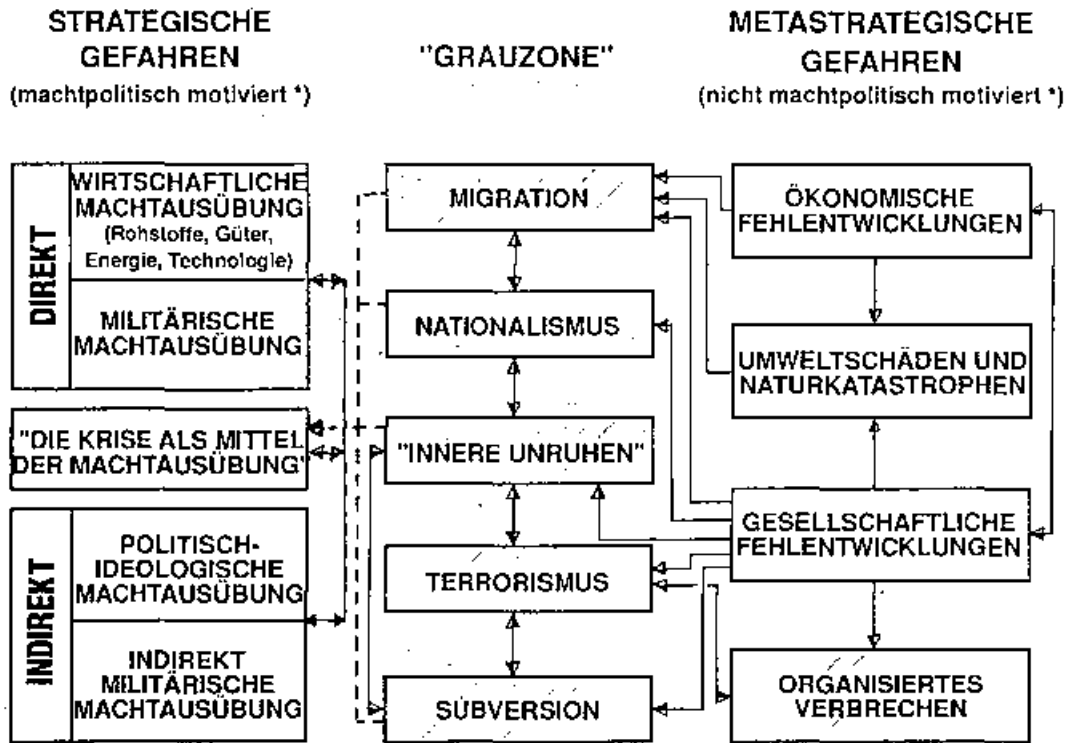 STRATEGISCHE
GEFAHREN
(machtpolitisch motiviert *)
"GRAUZONE"
METASTRATEGISCHE
GEFAHREN
(nicht machtpolitisch motiviert *)
DIREKT
WIRTSCHAFTLICHE
MACHTAUSÜBUNG
(Rohstoffe, Güter,
Energie, Technologie)
MILITÄRISCHE
MACHTAUSÜBUNG
"DIE KRISE ALS MITTEL
DER MACHTAUSÜBUNG"
INDIREKT
POLITISCH-
IDEOLOGISCHE
MACHTAUSÜBUNG
INDIREKT
MILITÄRISCHE
MACHTAUSÜBUNG
MIGRATION
NATIONALISMUS
"INNERE UNRUHEN"
TERRORISMUS
SUBVERSION
ÖKONOMISCHE
FEHLENTWICKLUNGEN
UMWELTSCHÄDEN UND
NATURKATASTROPHEN
GESELLSCHAFTLICHE
FEHLENTWICKLUNGEN
ORGANISIERTES
VERBRECHEN